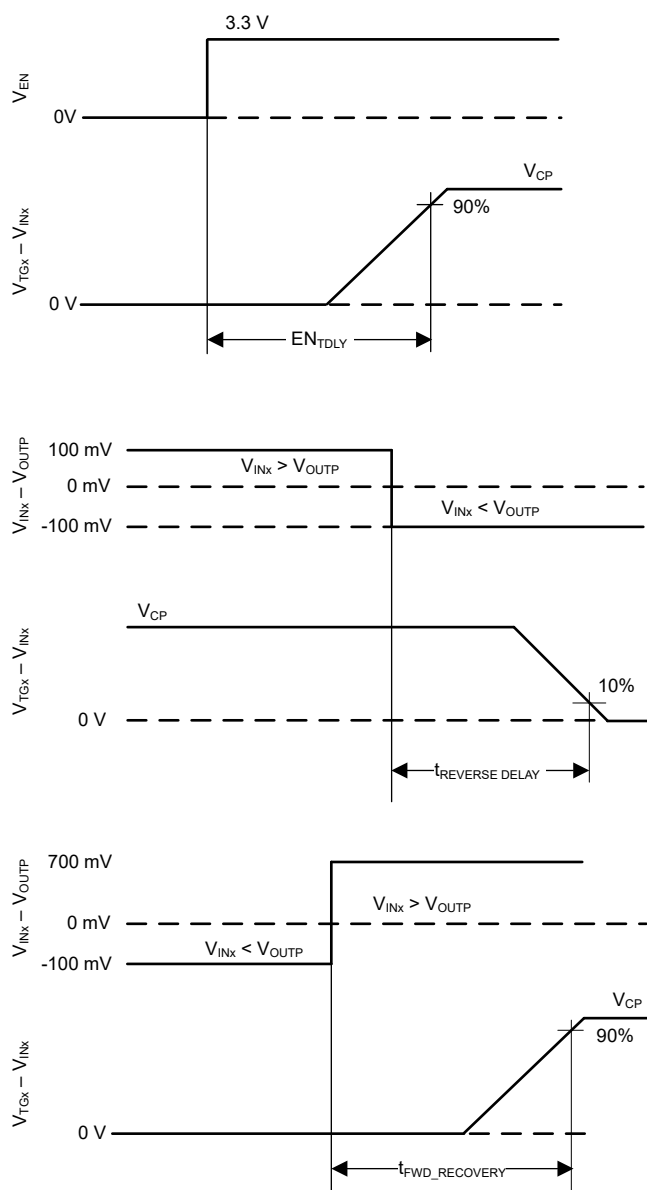 3.3 V
V_EN
0V
V_CP
90%
V_TGx – V_INx
0 V
EN_TDLY
V_INx – V_OUTP
100 mV
V_INx > V_OUTP
0 mV
V_INx < V_OUTP
-100 mV
V_CP
V_TGx – V_INx
10%
0 V
t_REVERSE DELAY
V_INx – V_OUTP
700 mV
V_INx > V_OUTP
0 mV
V_INx < V_OUTP
-100 mV
V_CP
90%
V_TGx – V_INx
0 V
t_FWD_RECOVERY